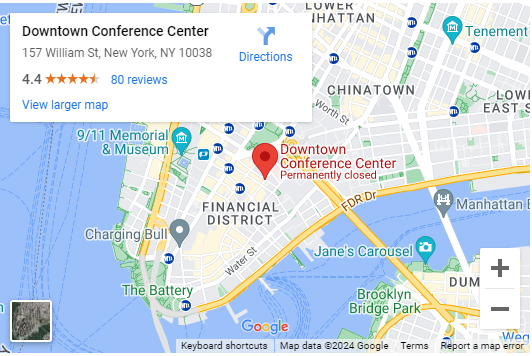 Downtown Conference Center
157 William St, New York, NY 10038
4.4
80 reviews
View larger map
Directions
LOWER
MANHATTAN
Tenement
CHINATOWN
LOW
EAST S
Worth St
9/11 Memorial
& Museum
Downtown
Conference Center
Permanently closed
FINANCIAL
DISTRICT
FDR Dr
Manhattan B
Charging Bull
Water St
Jane's Carousel
The Battery
Brooklyn
Bridge Park
DUM
Google
Keyboard shortcuts
Map data ©2024 Google
Terms
Report a map error